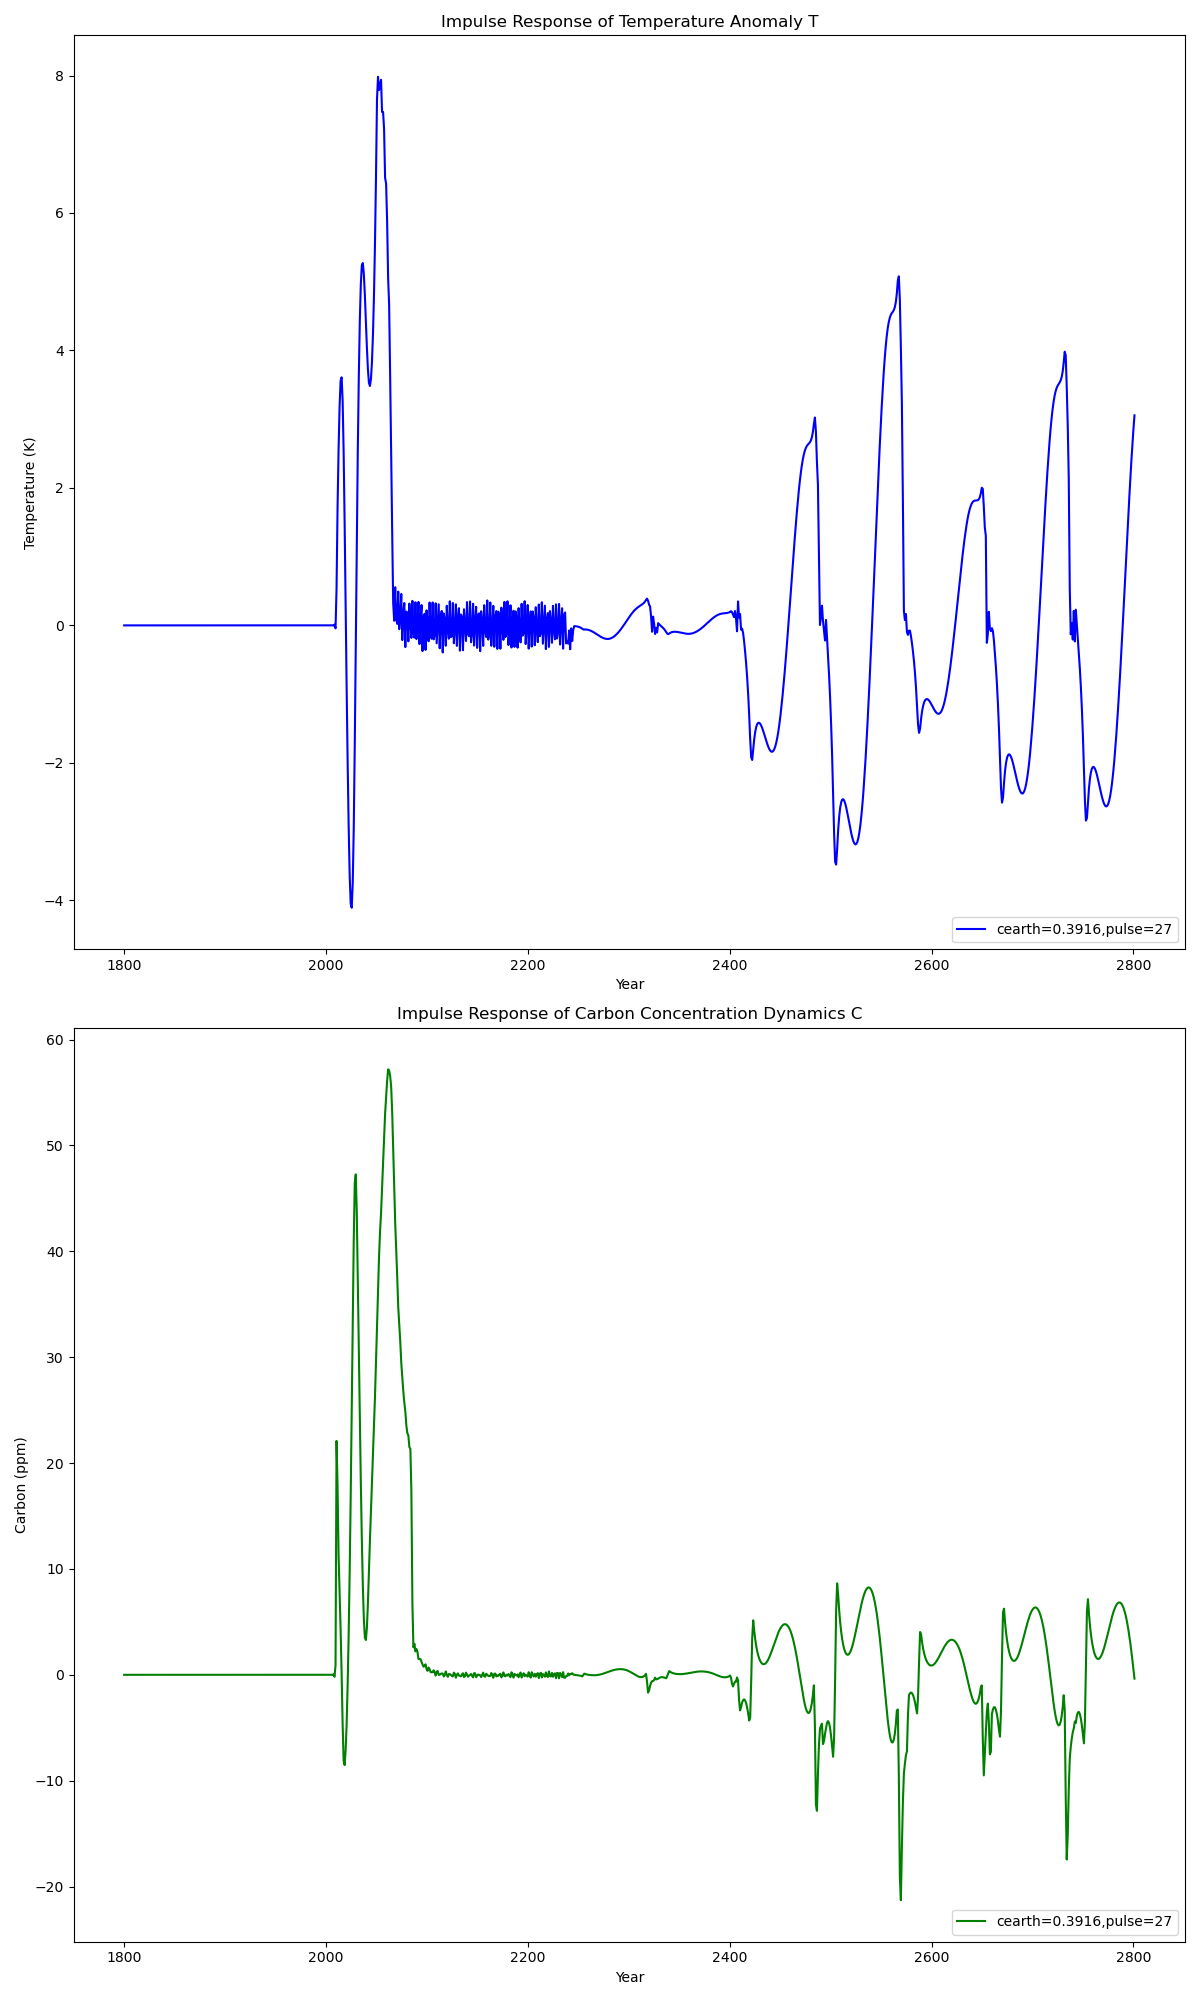 Impulse Response of Temperature Anomaly T
8
6
4
2
0
−2
−4
Temperature (K)
cearth=0.3916,pulse=27
1800 2000 2200 2400 2600 2800
Year
Impulse Response of Carbon Concentration Dynamics C
60
50
40
30
20
10
0
−10
−20
Carbon (ppm)
cearth=0.3916,pulse=27
1800 2000 2200 2400 2600 2800
Year